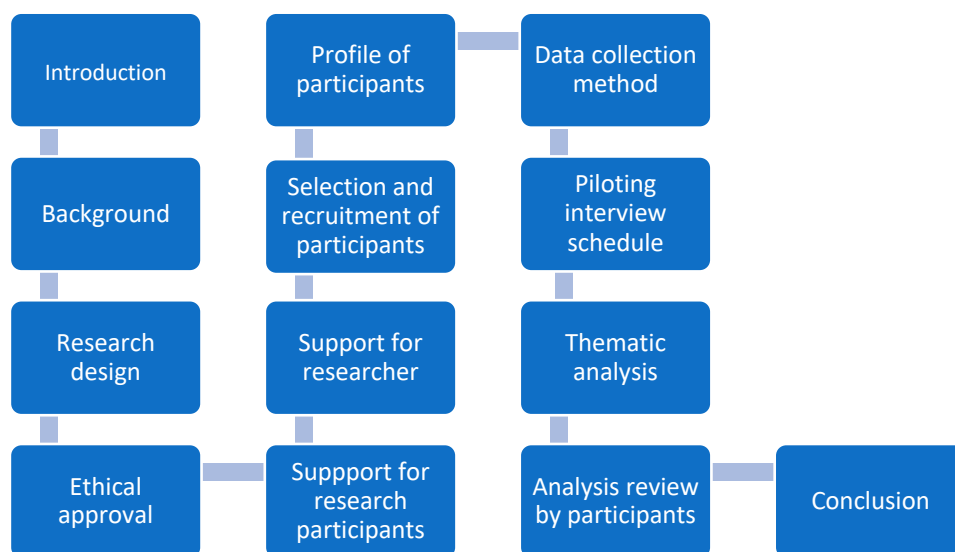 Introduction
Background
Research
design
Ethical
approval
Suppport for
research
participants
Support for
researcher
Selection and
recruitment of
participants
Profile of
participants
Data collection
method
Piloting
interview
schedule
Thematic
analysis
Analysis review
by participants
Conclusion